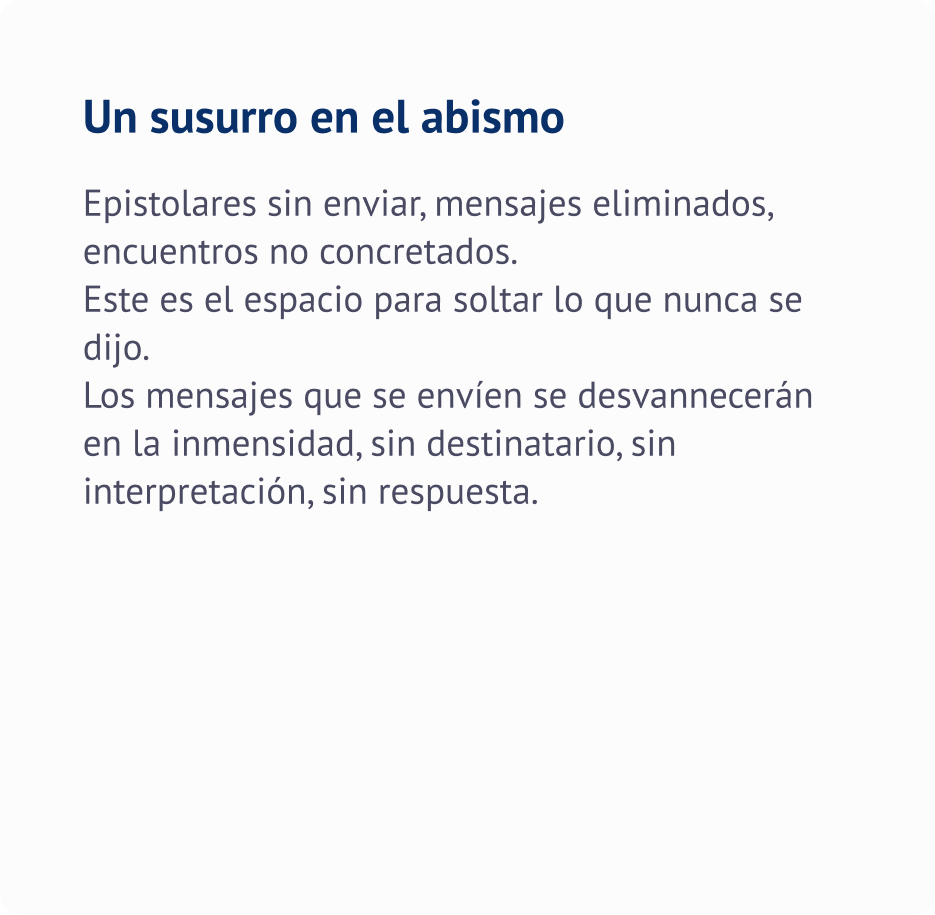 Un susurro en el abismo
Epistolares sin enviar, mensajes eliminados,
encuentros no concretados.
Este es el espacio para soltar lo que nunca se
dijo.
Los mensajes que se envíen se desvannecerán
en la inmensidad, sin destinatario, sin
interpretación, sin respuesta.